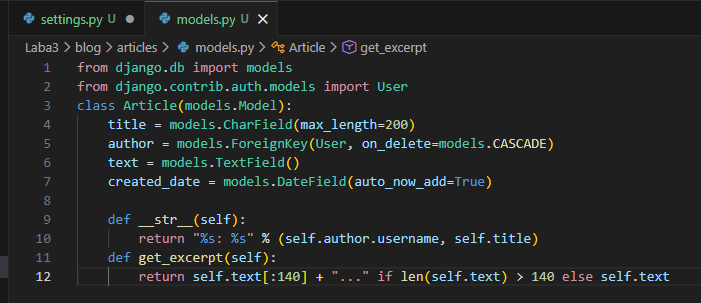 settings.py U ●
models.py U ×
Laba3 > blog > articles > models.py > Article > get_excerpt
1 from django.db import models
2 from django.contrib.auth.models import User
3 class Article(models.Model):
4     title = models.CharField(max_length=200)
5     author = models.ForeignKey(User, on_delete=models.CASCADE)
6     text = models.TextField()
7     created_date = models.DateField(auto_now_add=True)
8
9     def __str__(self):
10         return "%s: %s" % (self.author.username, self.title)
11     def get_excerpt(self):
12         return self.text[:140] + "..." if len(self.text) > 140 else self.text